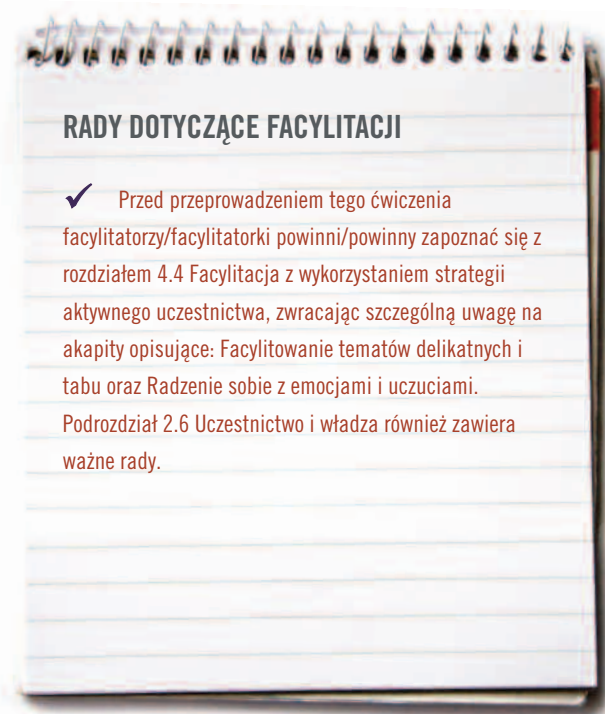 RADY DOTYCZĄCE FACYLITACJI
✓ Przed przeprowadzeniem tego ćwiczenia
facylitatorzy/facylitatorki powinni/powinny zapoznać się z
rozdziałem 4.4 Facylitacja z wykorzystaniem strategii
aktywnego uczestnictwa, zwracając szczególną uwagę na
akapity opisujące: Facylitowanie tematów delikatnych i
tabu oraz Radzenie sobie z emocjami i uczuciami.
Podrozdział 2.6 Uczestnictwo i władza również zawiera
ważne rady.